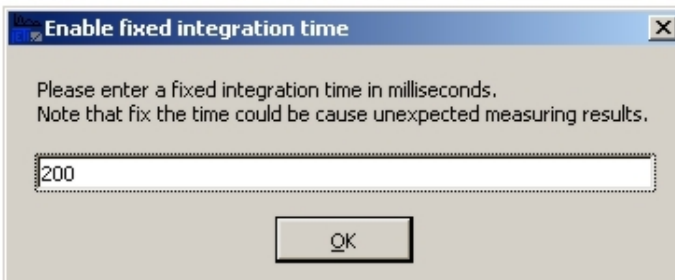 Enable fixed integration time
Please enter a fixed integration time in milliseconds.
Note that fix the time could be cause unexpected measuring results.
200
OK